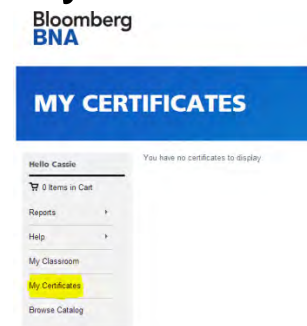 Bloomberg
BNA
MY CERTIFICATES
Hello Cassie
You have no certificates to display
0 Items in Cart
Reports
Help
My Classroom
My Certificates
Browse Catalog